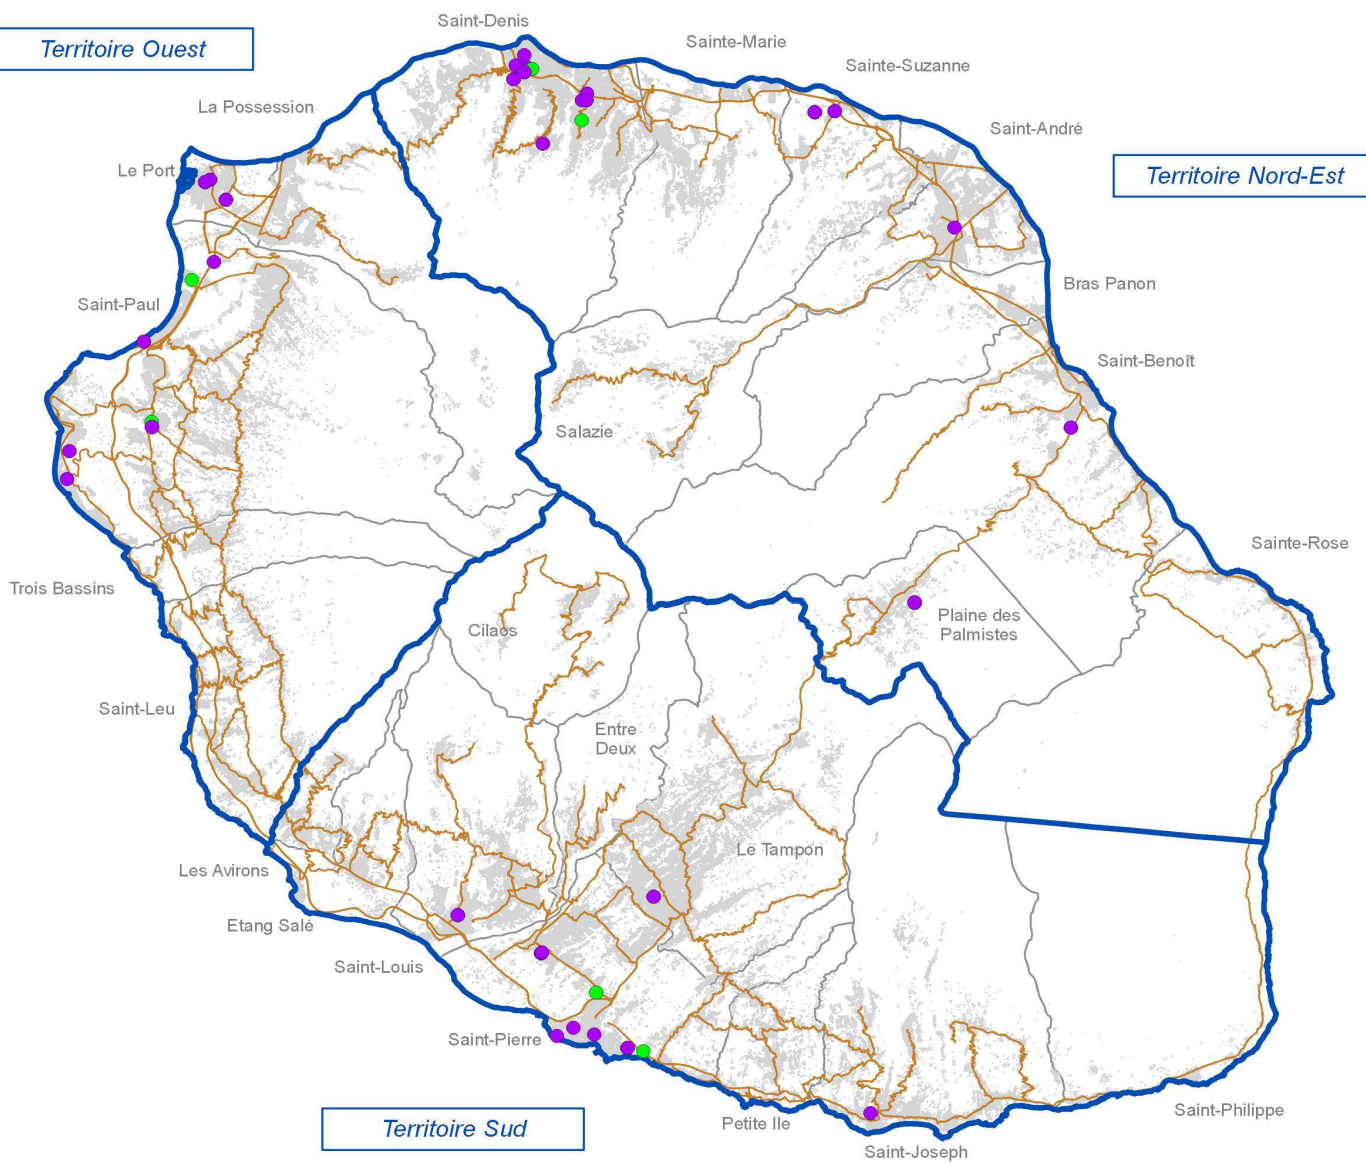 Saint-Denis
Territoire Ouest
Sainte-Marie
Sainte-Suzanne
La Possession
Saint-André
Le Port
Territoire Nord-Est
Bras Panon
Saint-Paul
Saint-Benoît
Salazie
Sainte-Rose
Trois Bassins
Plaine des
Palmistes
Cilaos
Saint-Leu
Entre
Deux
Le Tampon
Les Avirons
Etang Salé
Saint-Louis
Saint-Pierre
Saint-Philippe
Petite Ile
Territoire Sud
Saint-Joseph